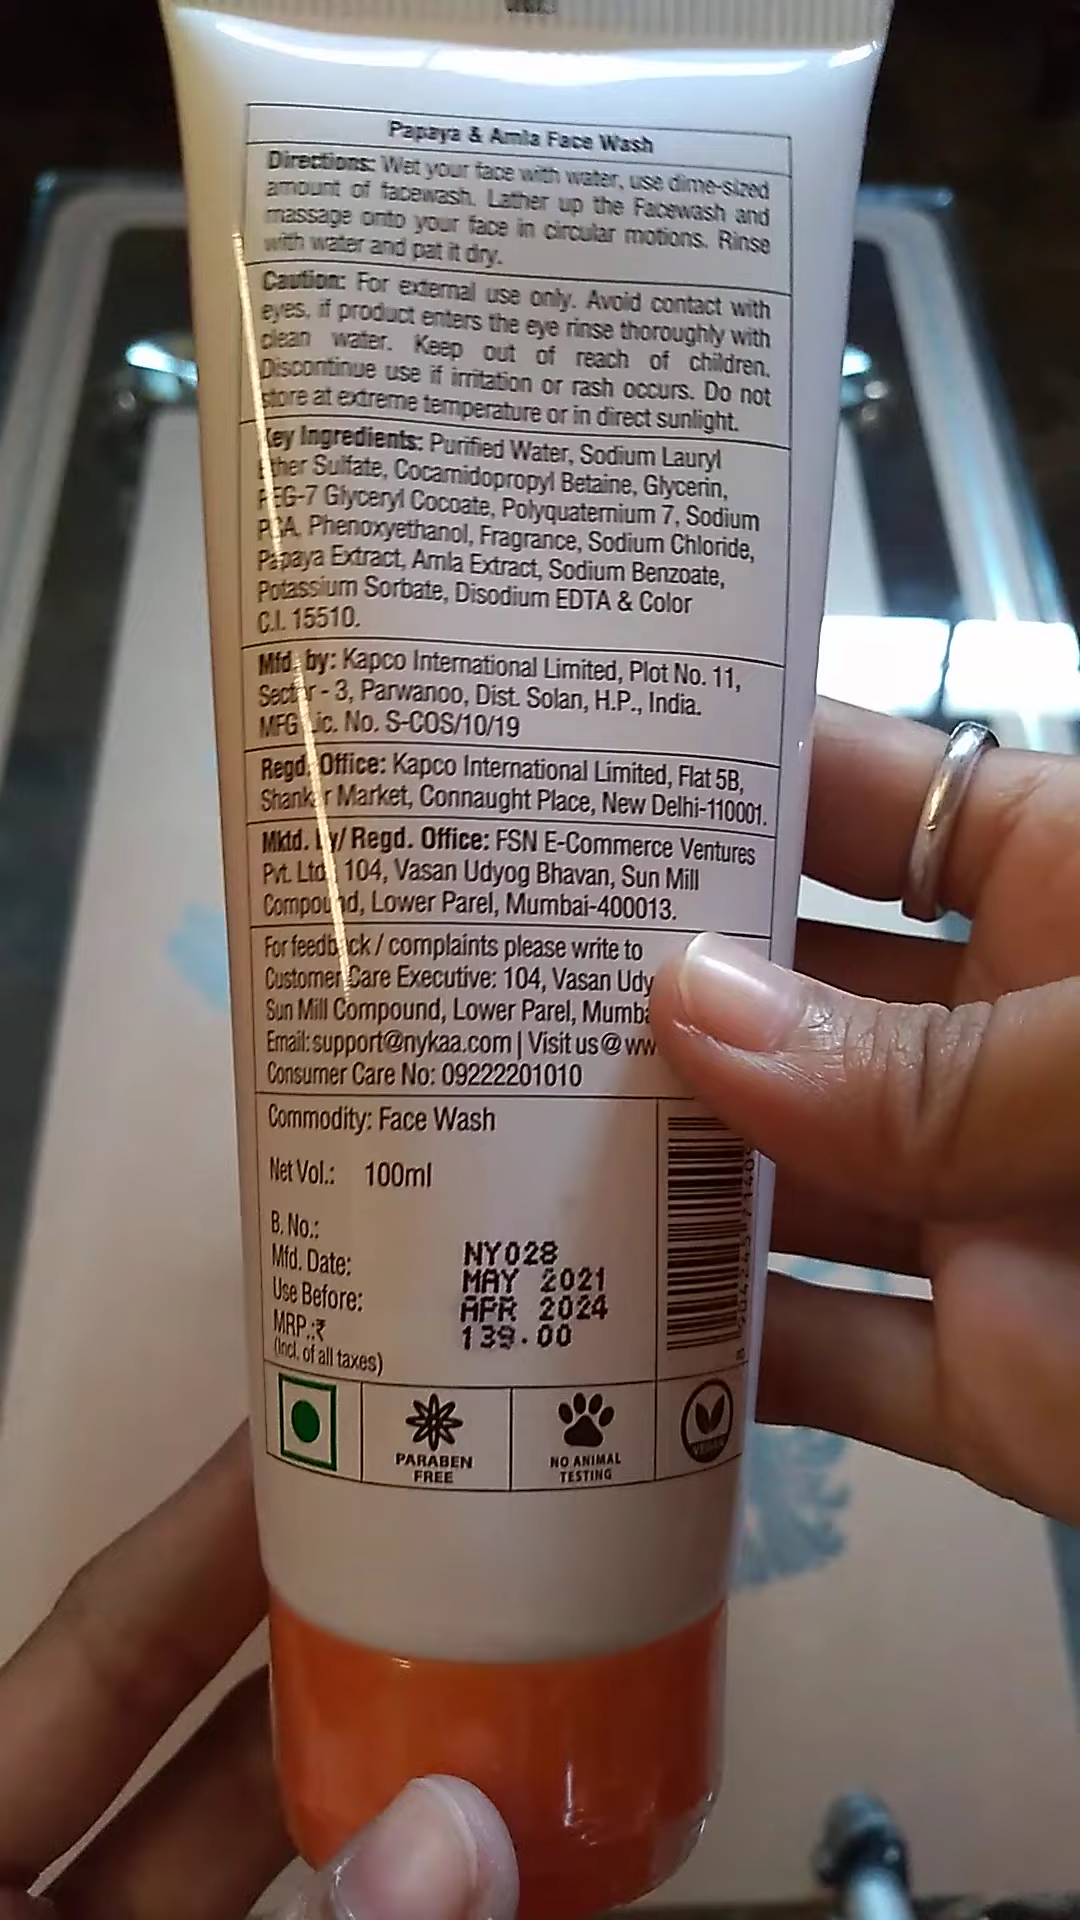 Papaya & Amla Face Wash
Directions: Wet your face with water, use dime-sized
amount of facewash. Lather up the Facewash and
massage onto your face in circular motions. Rinse
with water and pat it dry.
Caution: For external use only. Avoid contact with
eyes, if product enters the eye rinse thoroughly with
clean water. Keep out of reach of children.
Discontinue use if irritation or rash occurs. Do not
store at extreme temperature or in direct sunlight.
Key Ingredients: Purified Water, Sodium Lauryl
Ether Sulfate, Cocamidopropyl Betaine, Glycerin,
PEG-7 Glyceryl Cocoate, Polyquaternium 7, Sodium
PCA, Phenoxyethanol, Fragrance, Sodium Chloride,
Papaya Extract, Amla Extract, Sodium Benzoate,
Potassium Sorbate, Disodium EDTA & Color
C.I. 15510.
Mfd. by: Kapco International Limited, Plot No. 11,
Sector - 3, Parwanoo, Dist. Solan, H.P., India.
MFG Lic. No. S-COS/10/19
Regd. Office: Kapco International Limited, Flat 5B,
Shanker Market, Connaught Place, New Delhi-110001.
Mktd. by/ Regd. Office: FSN E-Commerce Ventures
Pvt. Ltd. 104, Vasan Udyog Bhavan, Sun Mill
Compound, Lower Parel, Mumbai-400013.
For feedback / complaints please write to
Customer Care Executive: 104, Vasan Udy
Sun Mill Compound, Lower Parel, Mumba
Email:support@nykaa.com | Visit us@ww
Consumer Care No: 09222201010
Commodity: Face Wash
Net Vol.: 100ml
B. No.: NY028
Mfd. Date: MAY 2021
Use Before: APR 2024
MRP.:₹ 139.00
(Incl. of all taxes)
PARABEN
FREE
NO ANIMAL
TESTING
VEGAN